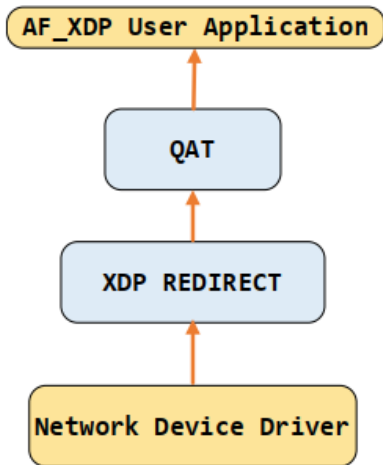 AF_XDP User Application
QAT
XDP REDIRECT
Network Device Driver